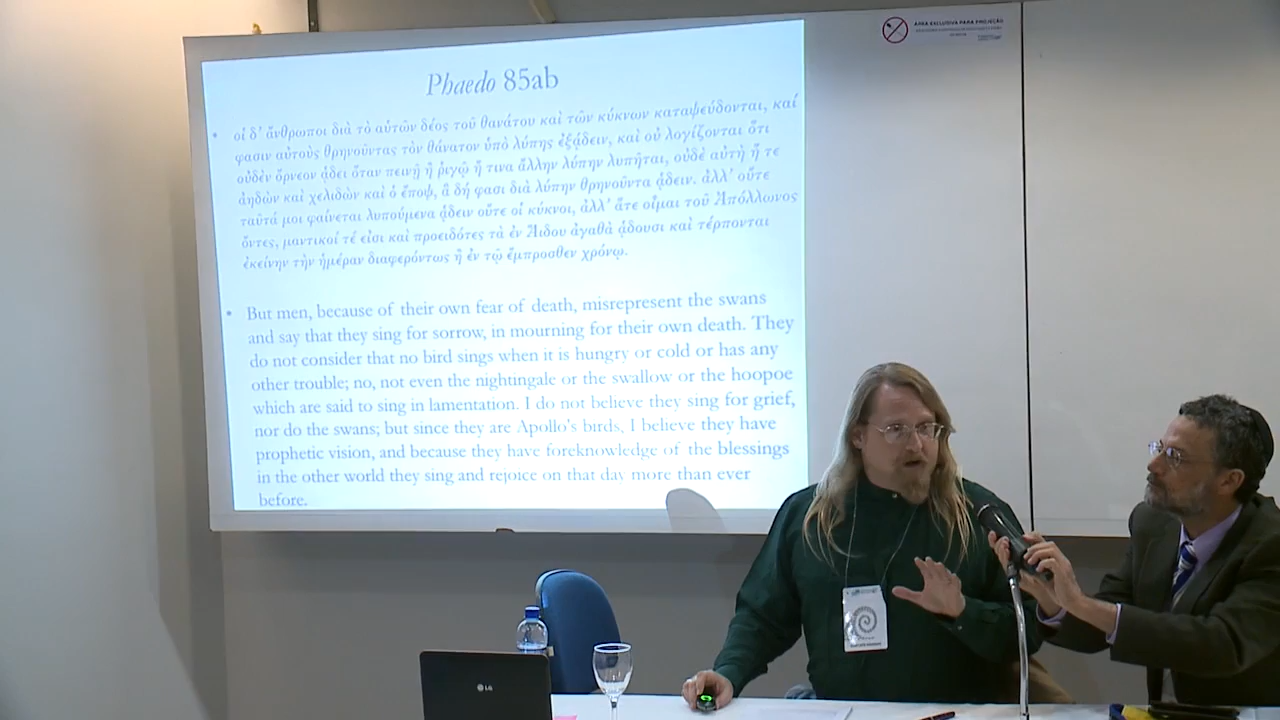 ÁREA EXCLUSIVA PARA PROJEÇÃO
Phaedo 85ab
• οἱ δ' ἄνθρωποι διὰ τὸ αὑτῶν δέος τοῦ θανάτου καὶ τῶν κύκνων καταψεύδονται, καί
φασιν αὐτοὺς θρηνοῦντας τὸν θάνατον ὑπὸ λύπης ἐξᾴδειν, καὶ οὐ λογίζονται ὅτι
οὐδὲν ὄρνεον ᾄδει ὅταν πεινῇ ἢ ῥιγῷ ἤ τινα ἄλλην λύπην λυπῆται, οὐδὲ αὐτὴ ἥ τε
ἀηδὼν καὶ χελιδὼν καὶ ὁ ἔποψ, ἃ δή φασι διὰ λύπην θρηνοῦντα ᾄδειν. ἀλλ' οὔτε
ταῦτά μοι φαίνεται λυπούμενα ᾄδειν οὔτε οἱ κύκνοι, ἀλλ' ἅτε οἶμαι τοῦ Ἀπόλλωνος
ὄντες, μαντικοί τέ εἰσι καὶ προειδότες τὰ ἐν Ἅιδου ἀγαθὰ ᾄδουσι καὶ τέρπονται
ἐκείνην τὴν ἡμέραν διαφερόντως ἢ ἐν τῷ ἔμπροσθεν χρόνῳ.
• But men, because of their own fear of death, misrepresent the swans
and say that they sing for sorrow, in mourning for their own death. They
do not consider that no bird sings when it is hungry or cold or has any
other trouble; no, not even the nightingale or the swallow or the hoopoe
which are said to sing in lamentation. I do not believe they sing for grief,
nor do the swans; but since they are Apollo's birds, I believe they have
prophetic vision, and because they have foreknowledge of the blessings
in the other world they sing and rejoice on that day more than ever
before.
LG